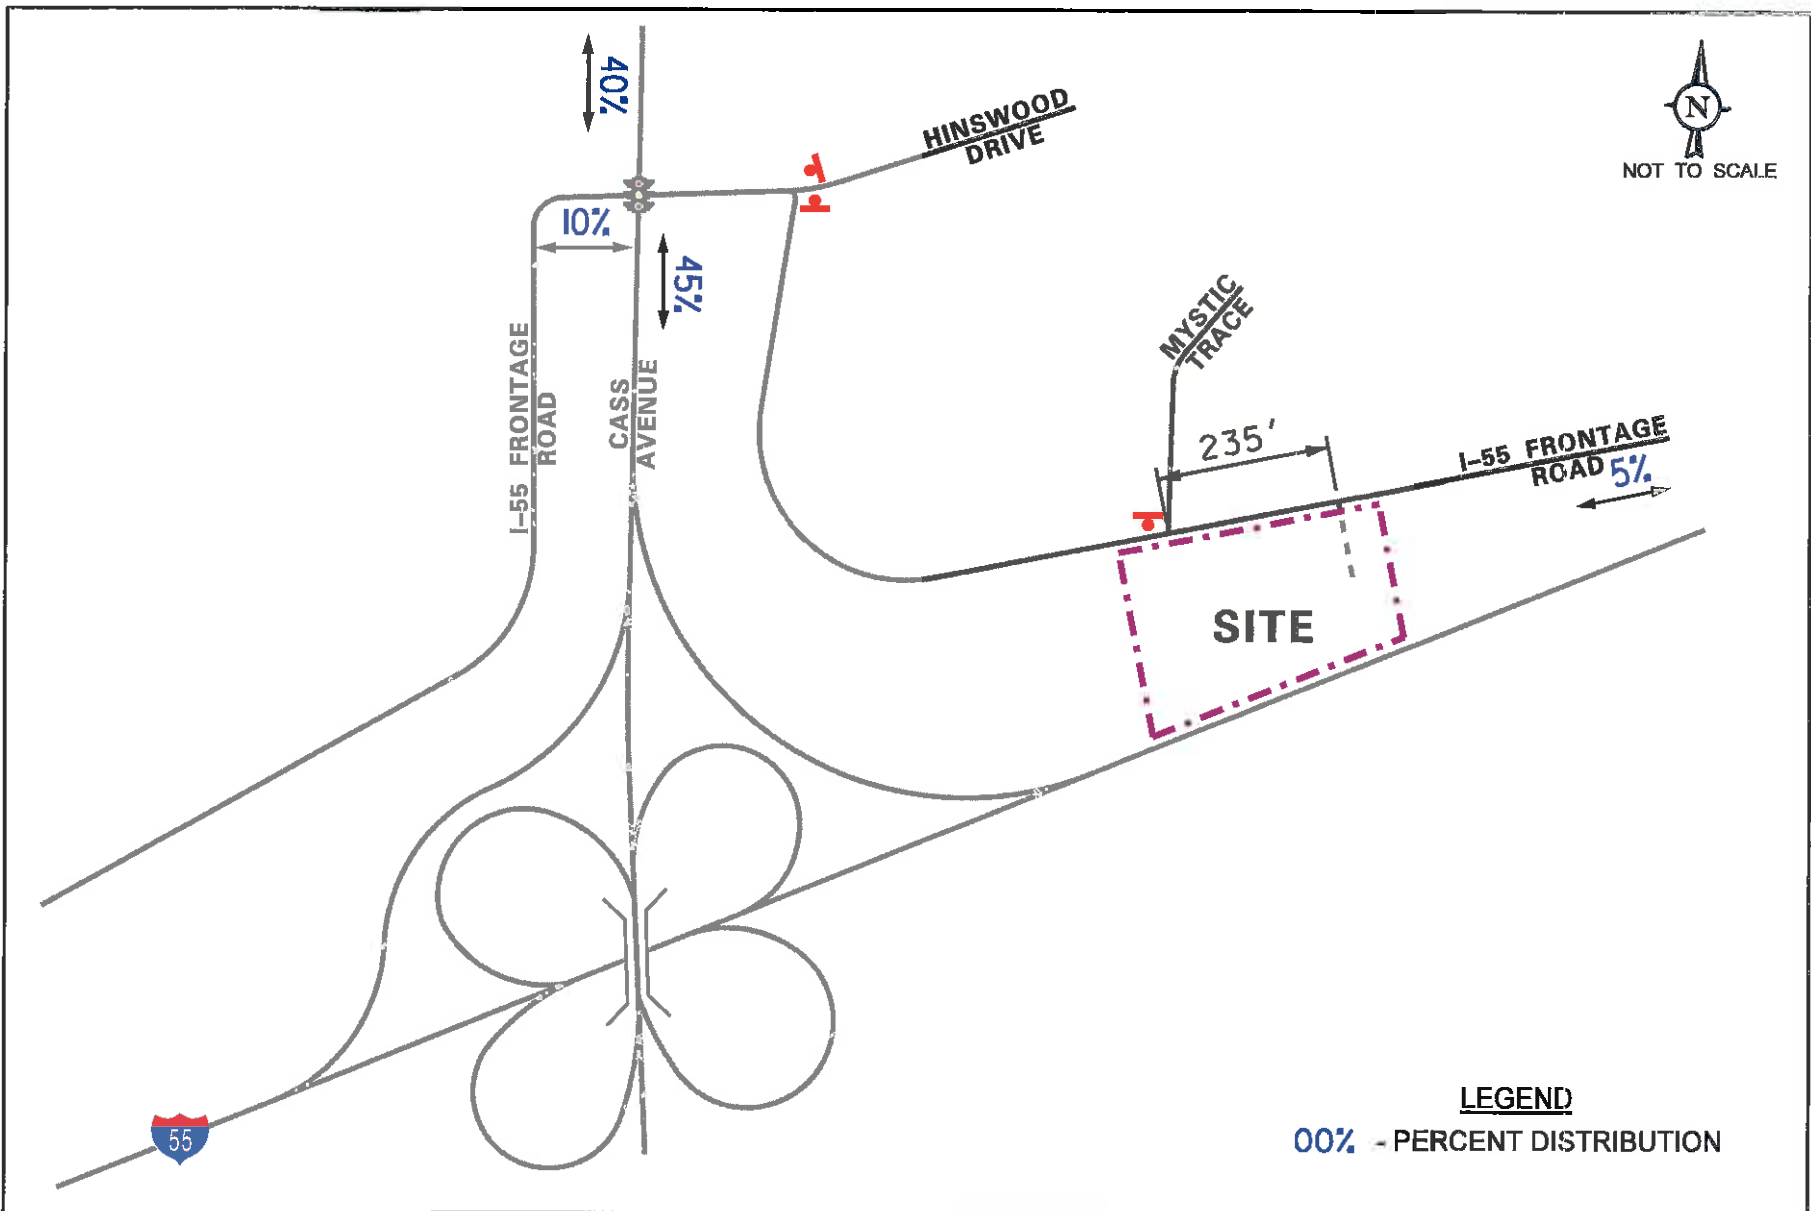 40%
HINSWOOD
DRIVE
N
NOT TO SCALE
10%
45%
MYSTIC
TRACE
I-55 FRONTAGE
ROAD
CASS
AVENUE
235'
I-55 FRONTAGE
ROAD 5%
SITE
55
LEGEND
00% - PERCENT DISTRIBUTION